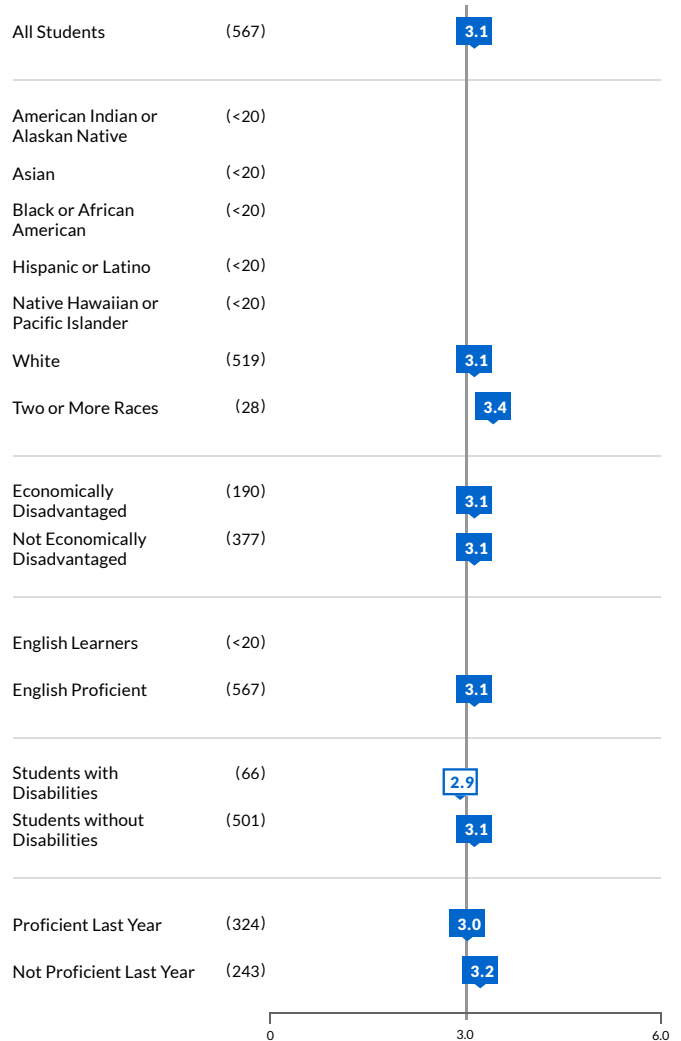 All Students (567) 3.1
American Indian or (<20)
Alaskan Native
Asian (<20)
Black or African (<20)
American
Hispanic or Latino (<20)
Native Hawaiian or (<20)
Pacific Islander
White (519) 3.1
Two or More Races (28) 3.4
Economically (190) 3.1
Disadvantaged
Not Economically (377) 3.1
Disadvantaged
English Learners (<20)
English Proficient (567) 3.1
Students with (66) 2.9
Disabilities
Students without (501) 3.1
Disabilities
Proficient Last Year (324) 3.0
Not Proficient Last Year (243) 3.2
0 3.0 6.0